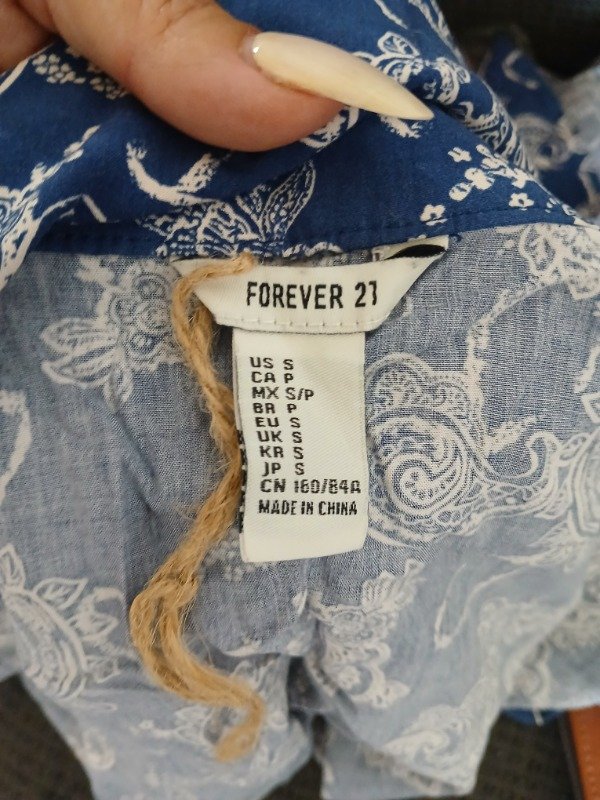 FOREVER 21
US S
CA P
MX S/P
BR P
EU S
UK S
KR S
JP S
CN 160/84A
MADE IN CHINA